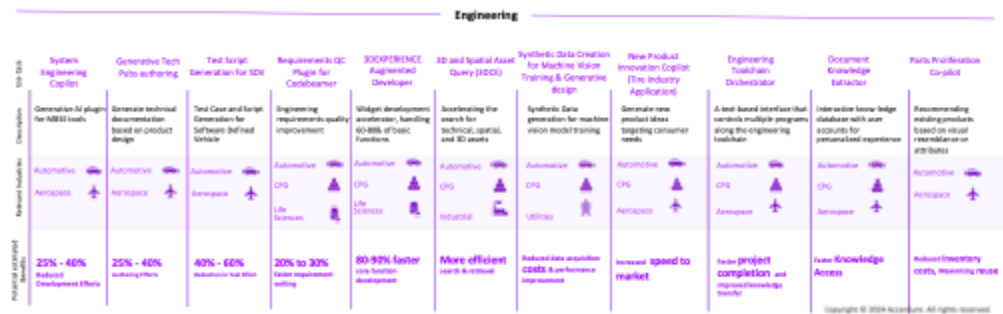 Engineering
Use Case
System
Engineering
Copilot
Generative Tech
Pubs authoring
Test Script
Generation for SDV
Requirements QC
Plugin for
Codebeamer
3DEXPERIENCE
Augmented
Developer
3D and Spatial Asset
Query (3DCS)
Synthetic Data Creation
for Machine Vision
Training & Generative
design
New Product
Innovation Copilot
(Tire Industry
Application)
Engineering
Toolchain
Orchestrator
Document
Knowledge
Extractor
Parts Proliferation
Co-pilot
Description
Generative AI plugin
for MBSE tools
Generate technical
documentation
based on product
design
Test Case and Script
Generation for
Software Defined
Vehicle
Engineering
requirements quality
improvement
Widget development
accelerator, handling
60-80% of basic
functions
Accelerating the
search for
technical, spatial,
and 3D assets
Synthetic Data
generation for machine
vision model training
Generate new
product ideas
targeting consumer
needs
A text-based interface that
controls multiple programs
along the engineering
toolchain
Interactive knowledge
database with user
accounts for
personalized experience
Recommending
existing products
based on visual
resemblance or
attributes
Relevant Industries
Automotive
Aerospace
Automotive
Aerospace
Automotive
Aerospace
Automotive
CPG
Life
Sciences
Automotive
CPG
Life
Sciences
Automotive
CPG
Industrial
Automotive
CPG
Utilities
Automotive
CPG
Aerospace
Automotive
CPG
Aerospace
Automotive
CPG
Aerospace
Automotive
Aerospace
Potential estimated
Benefits
25% - 40%
Reduced
Development Efforts
25% - 40%
Authoring Efforts
40% - 60%
Reduction in Test Effort
20% to 30%
faster requirement
writing
80-90% faster
core function
development
More efficient
search & retrieval
Reduced data acquisition
costs & performance
improvement
Increased speed to
market
Faster project
completion and
improved knowledge
transfer
Faster Knowledge
Access
Reduced inventory
costs, Maximizing reuse
Copyright © 2024 Accenture. All rights reserved.